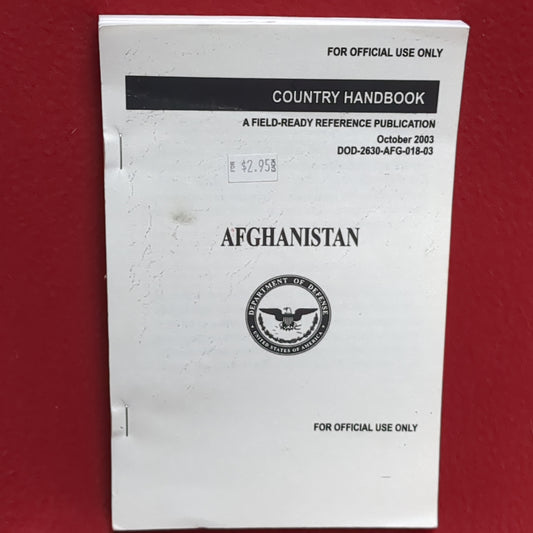 FOR OFFICIAL USE ONLY
COUNTRY HANDBOOK
A FIELD-READY REFERENCE PUBLICATION
October 2003
DOD-2630-AFG-018-03
$2.95
AFGHANISTAN
DEPARTMENT OF DEFENSE
UNITED STATES OF AMERICA
FOR OFFICIAL USE ONLY